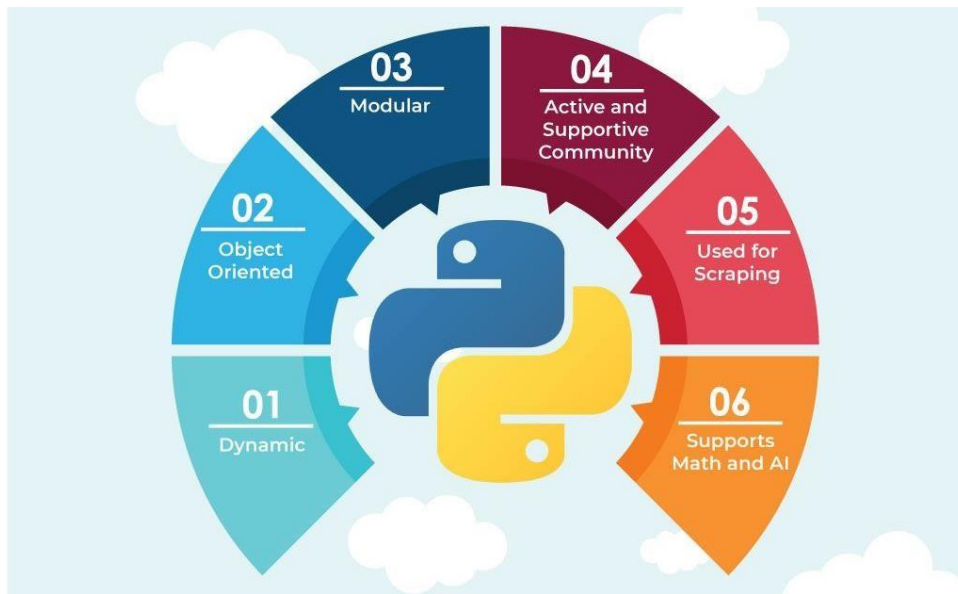 01
Dynamic
02
Object
Oriented
03
Modular
04
Active and
Supportive
Community
05
Used for
Scraping
06
Supports
Math and AI